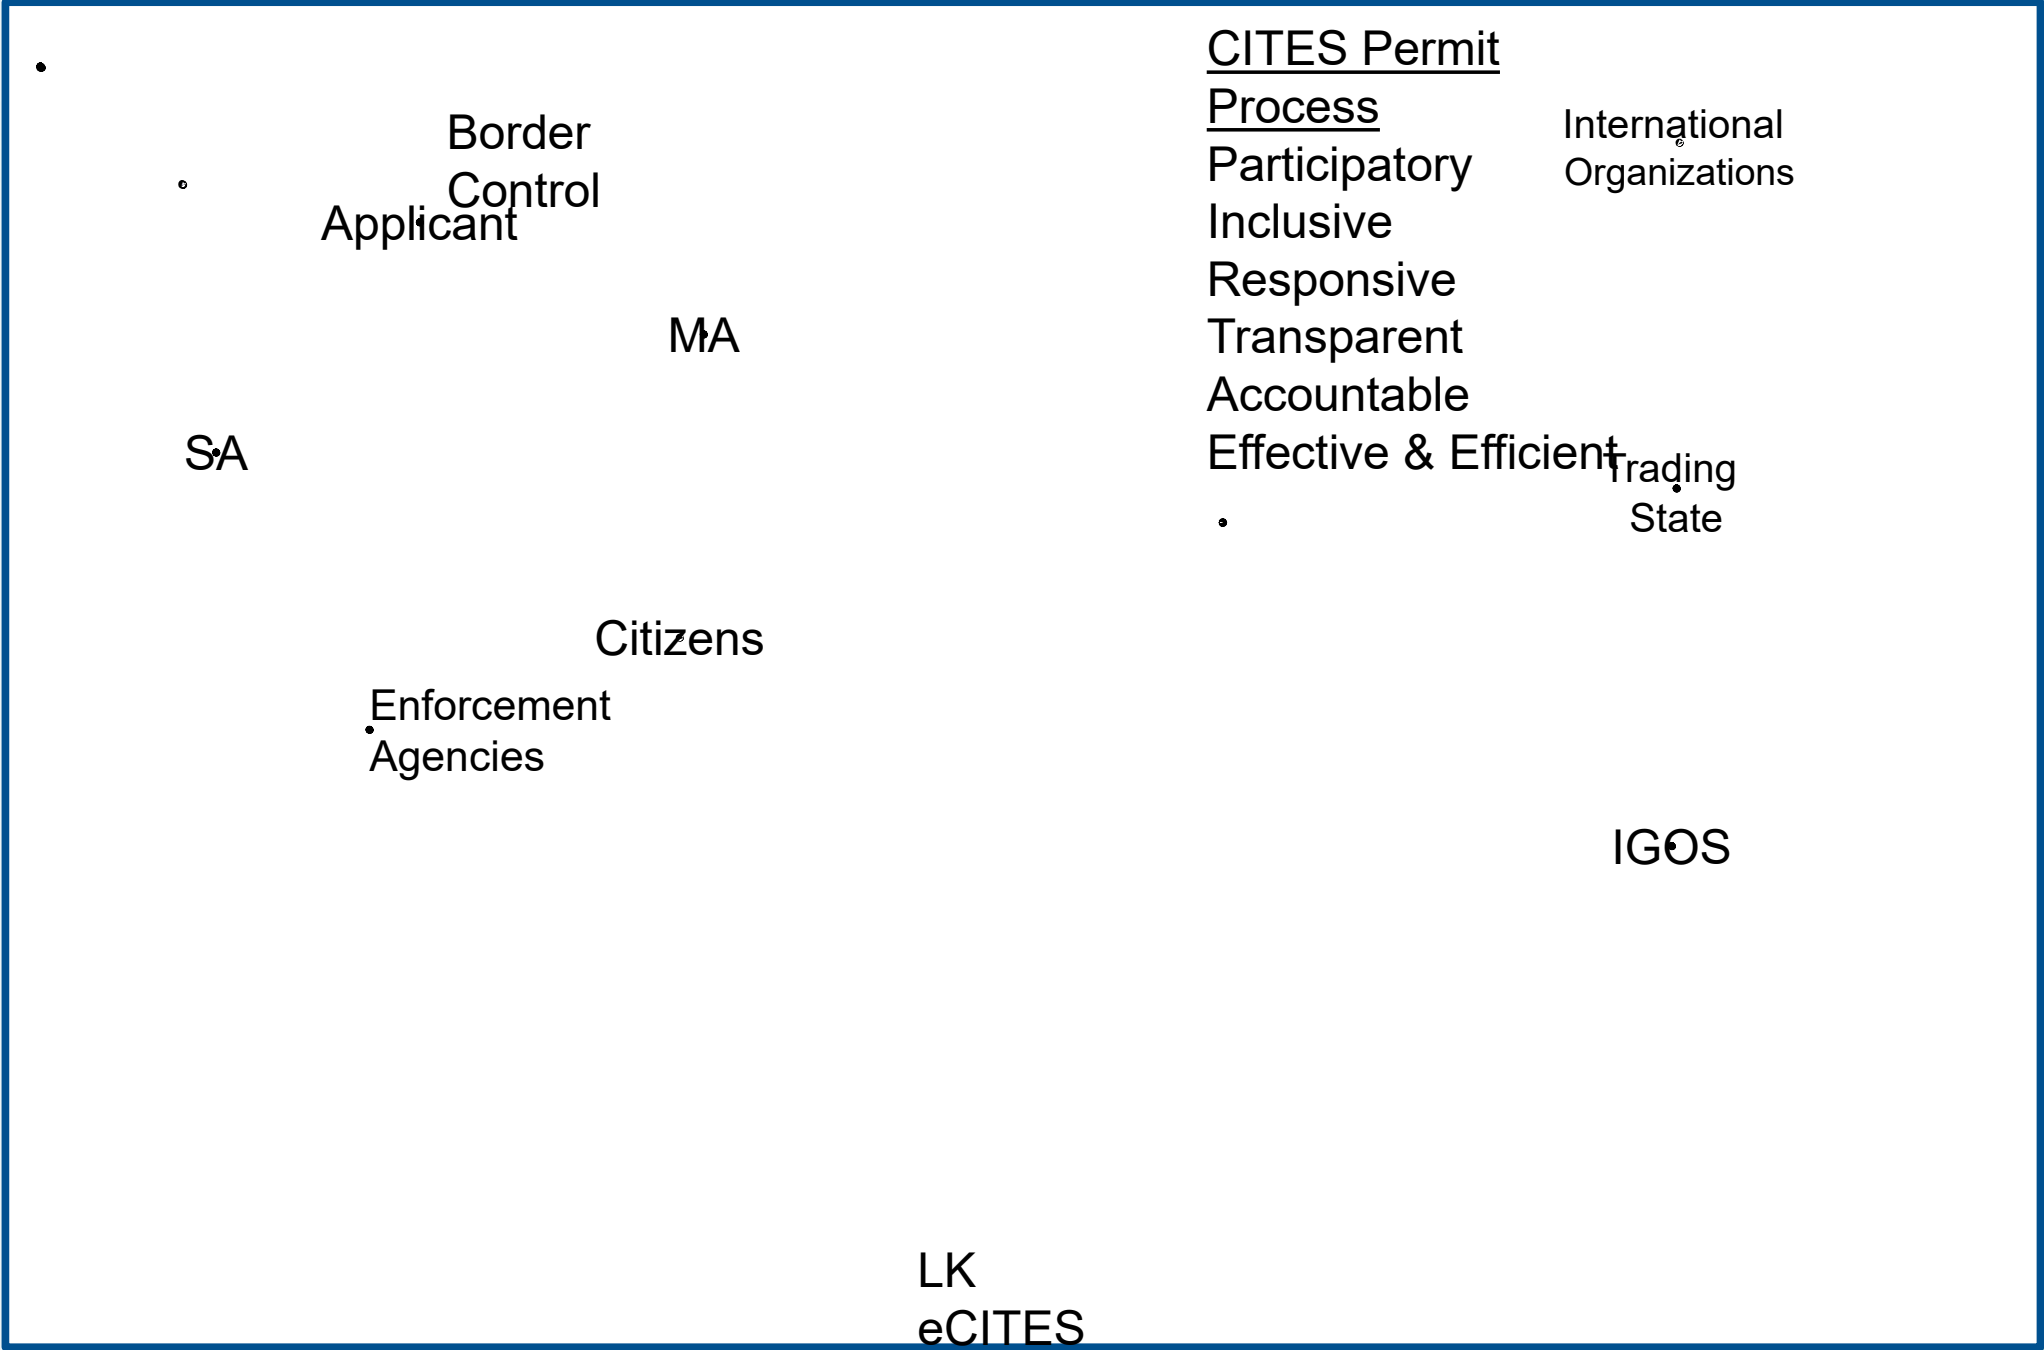 CITES Permit
Process
Participatory
Inclusive
Responsive
Transparent
Accountable
Effective & Efficient
International
Organizations
Border
Control
Applicant
MA
SA
Trading
State
Citizens
Enforcement
Agencies
IGOS
LK
eCITES